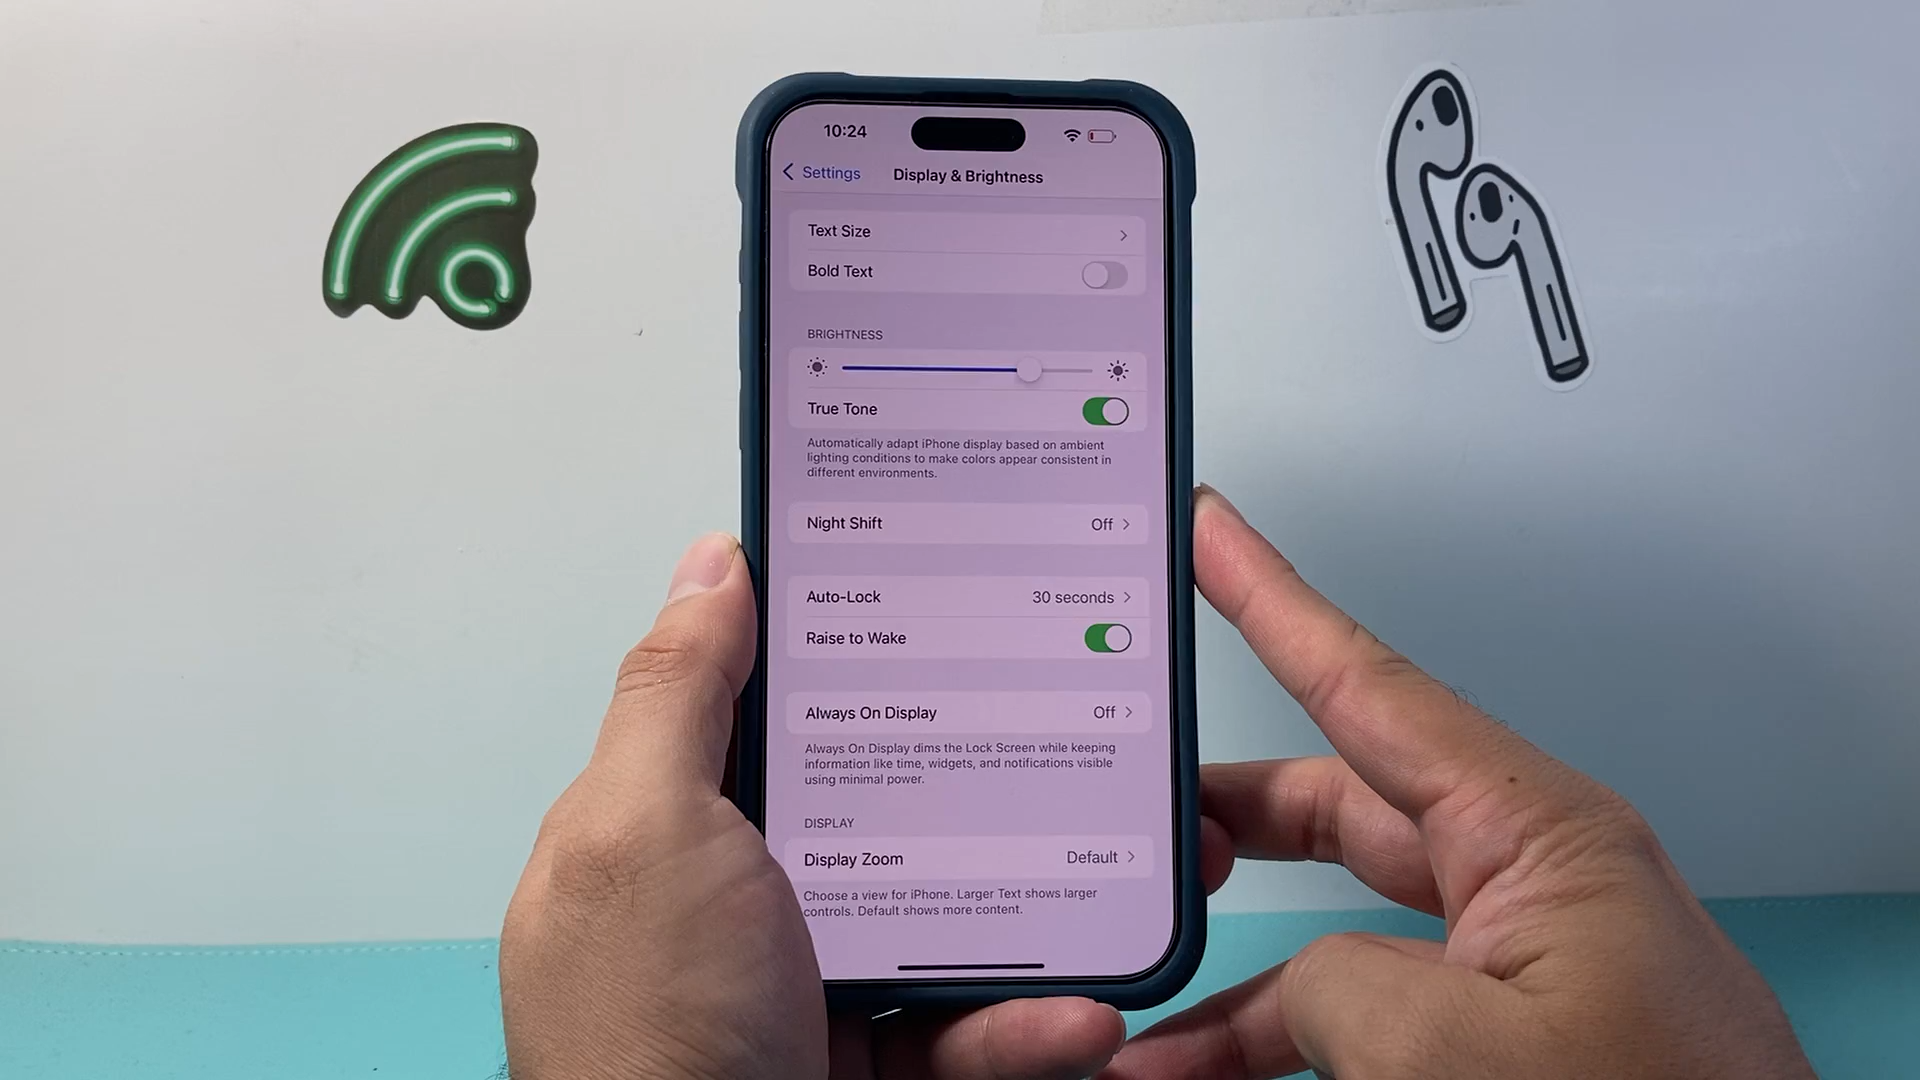 10:24
Settings
Display & Brightness
Text Size
Bold Text
BRIGHTNESS
True Tone
Automatically adapt iPhone display based on ambient
lighting conditions to make colors appear consistent in
different environments.
Night Shift Off
Auto-Lock 30 seconds
Raise to Wake
Always On Display Off
Always On Display dims the Lock Screen while keeping
information like time, widgets, and notifications visible
using minimal power.
DISPLAY
Display Zoom Default
Choose a view for iPhone. Larger Text shows larger
controls. Default shows more content.